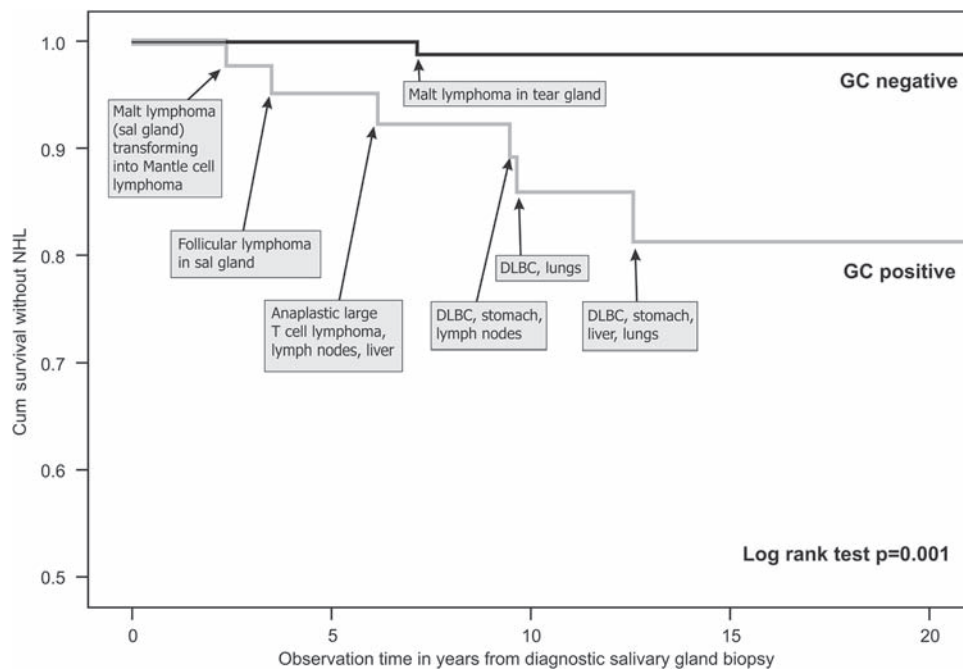 1.0
0.9
0.8
0.7
0.6
0.5
Cum survival without NHL
GC negative
Malt lymphoma in tear gland
Malt lymphoma
(sal gland)
transforming
into Mantle cell
lymphoma
Follicular lymphoma
in sal gland
GC positive
DLBC, lungs
Anaplastic large
T cell lymphoma,
lymph nodes, liver
DLBC, stomach,
lymph nodes
DLBC, stomach,
liver, lungs
Log rank test p=0.001
0 5 10 15 20
Observation time in years from diagnostic salivary gland biopsy